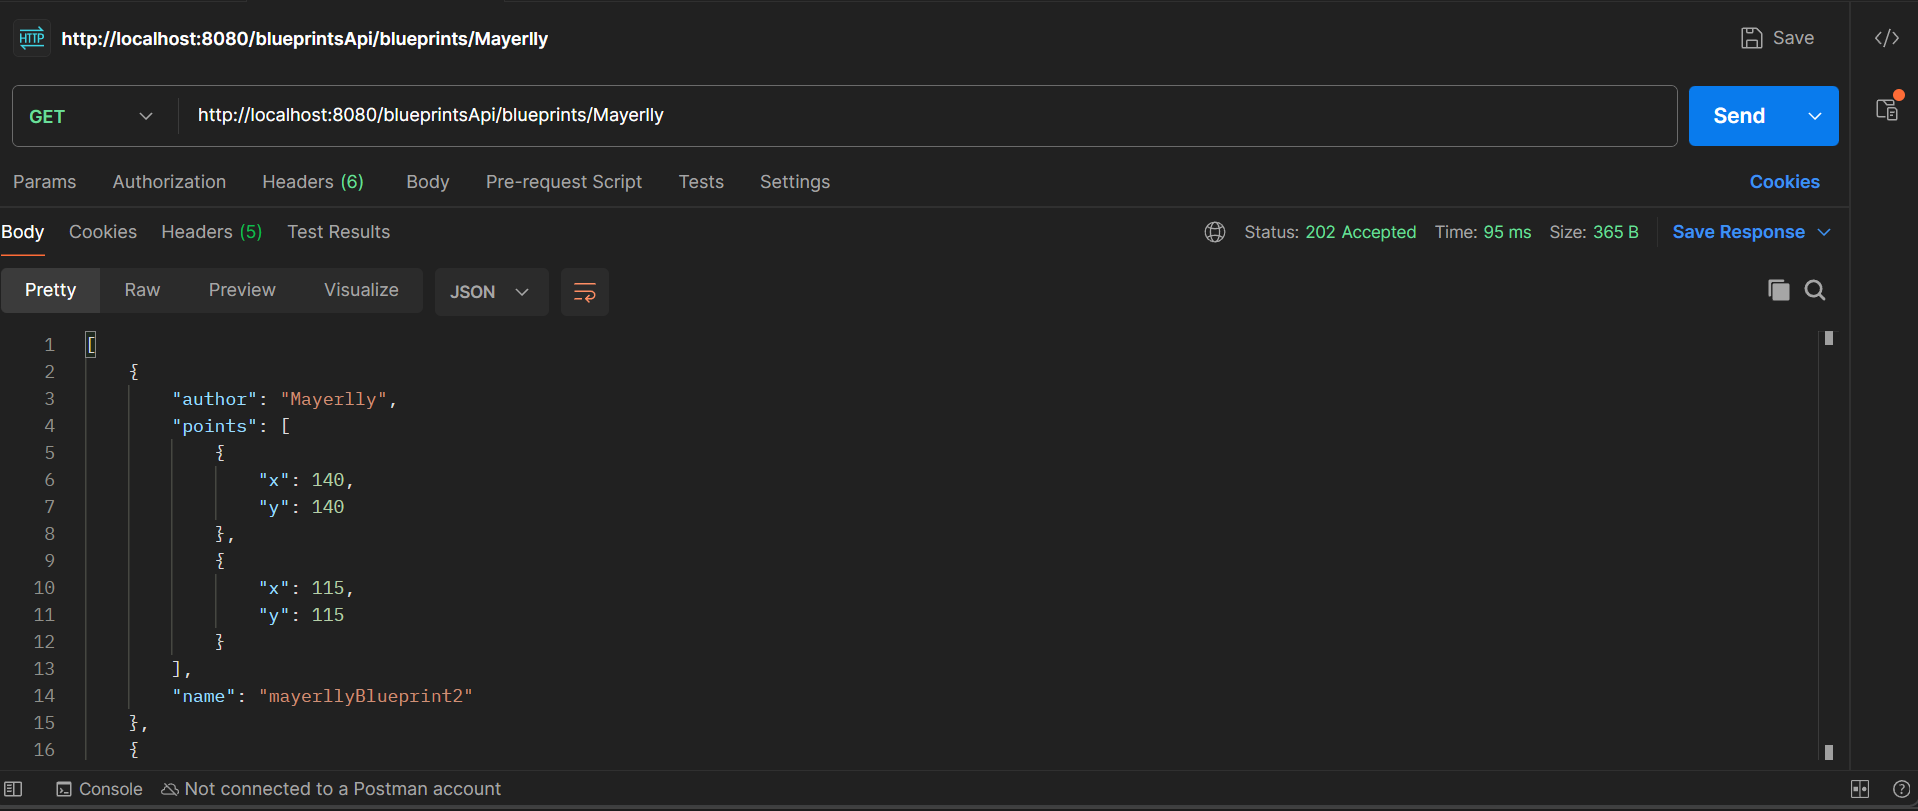 HTTP http://localhost:8080/blueprintsApi/blueprints/Mayerlly Save
GET http://localhost:8080/blueprintsApi/blueprints/Mayerlly Send
Params Authorization Headers (6) Body Pre-request Script Tests Settings Cookies
Body Cookies Headers (5) Test Results Status: 202 Accepted Time: 95 ms Size: 365 B Save Response
Pretty Raw Preview Visualize JSON
1 [
2 {
3 "author": "Mayerlly",
4 "points": [
5 {
6 "x": 140,
7 "y": 140
8 },
9 {
10 "x": 115,
11 "y": 115
12 }
13 ],
14 "name": "mayerllyBlueprint2"
15 },
16 {
Console Not connected to a Postman account